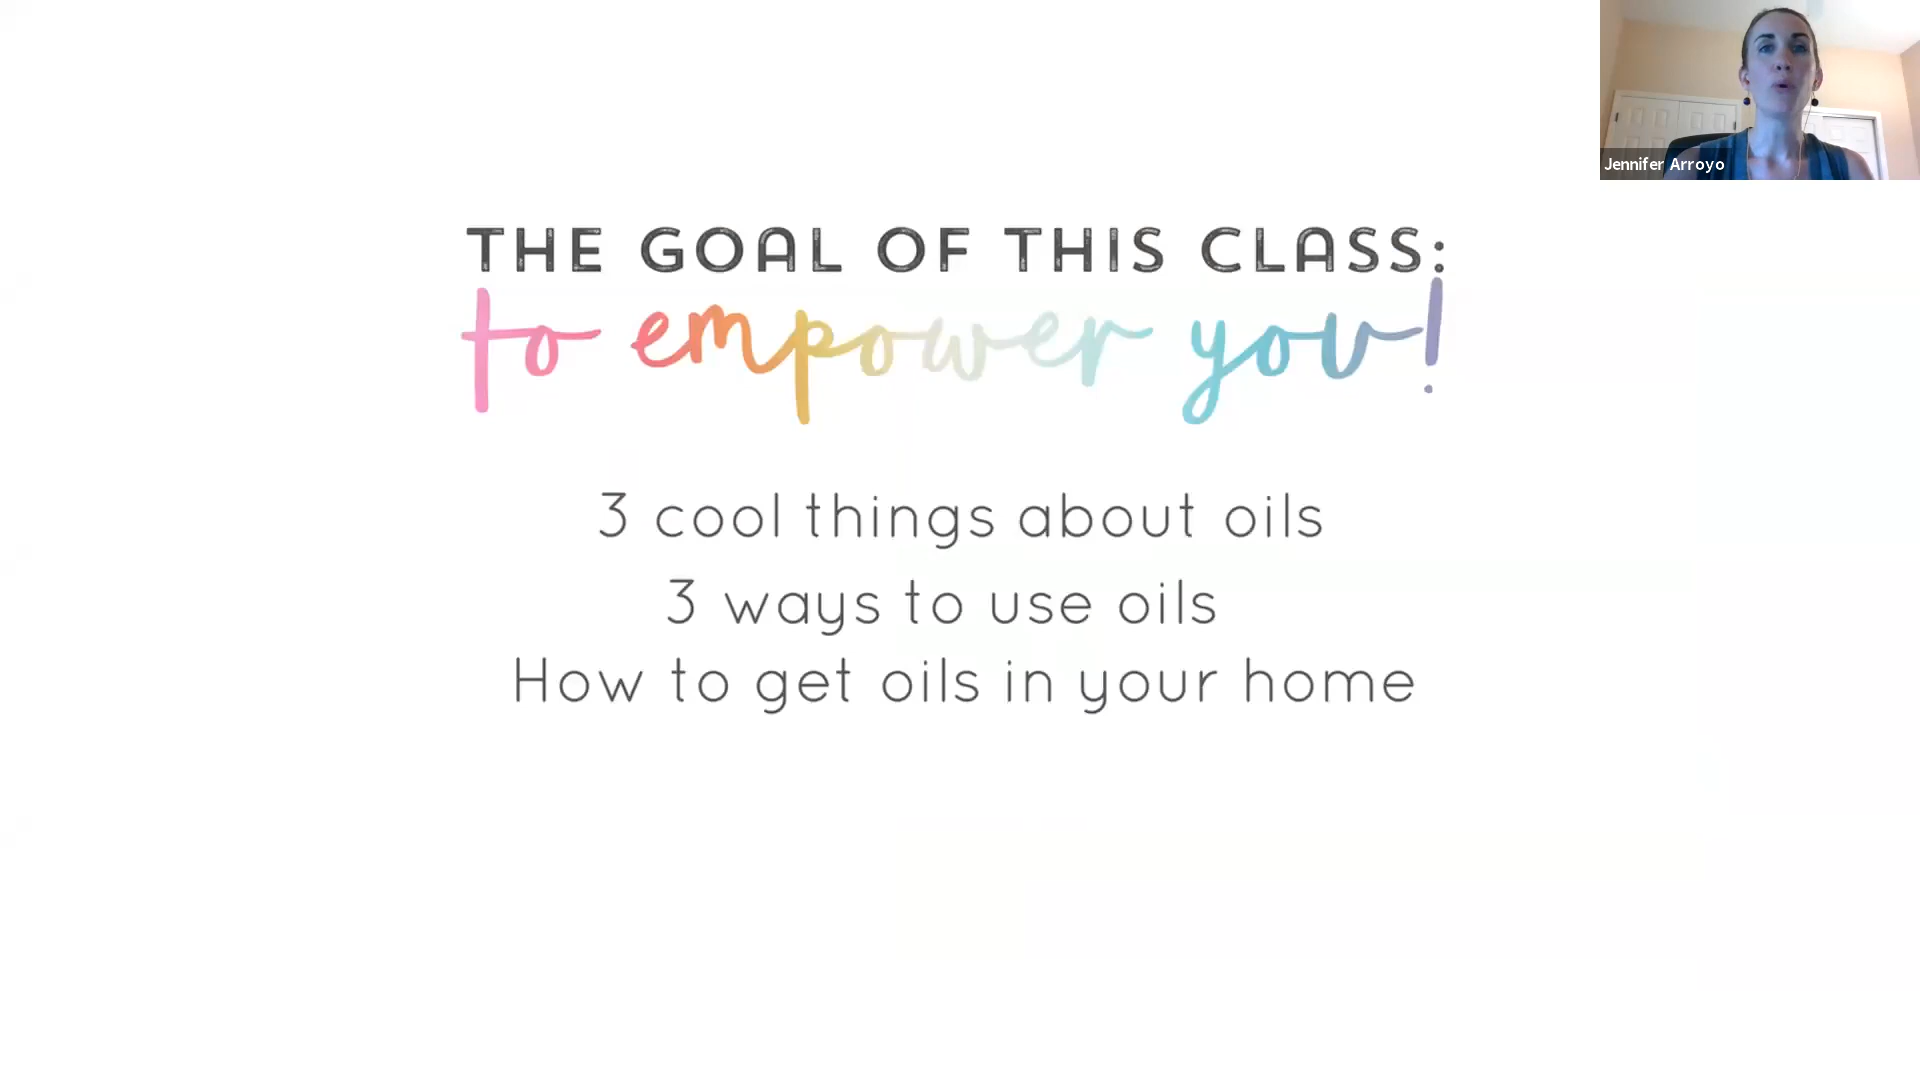 THE GOAL OF THIS CLASS:
to empower you!
3 cool things about oils
3 ways to use oils
How to get oils in your home
Jennifer Arroyo